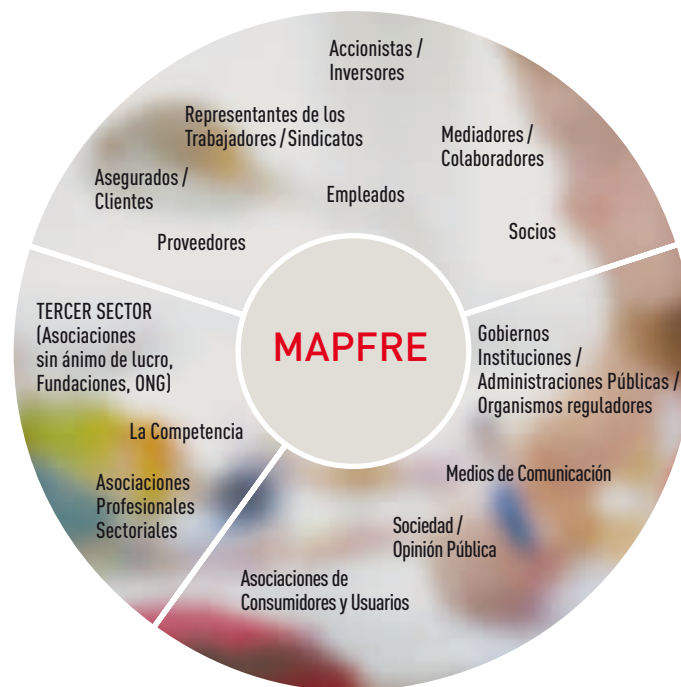 Accionistas /
Inversores
Representantes de los
Trabajadores / Sindicatos
Mediadores /
Colaboradores
Asegurados /
Clientes
Empleados
Proveedores
Socios
TERCER SECTOR
(Asociaciones
sin ánimo de lucro,
Fundaciones, ONG)
La Competencia
Asociaciones
Profesionales
Sectoriales
MAPFRE
Gobiernos
Instituciones /
Administraciones Públicas /
Organismos reguladores
Medios de Comunicación
Sociedad /
Opinión Pública
Asociaciones de
Consumidores y Usuarios